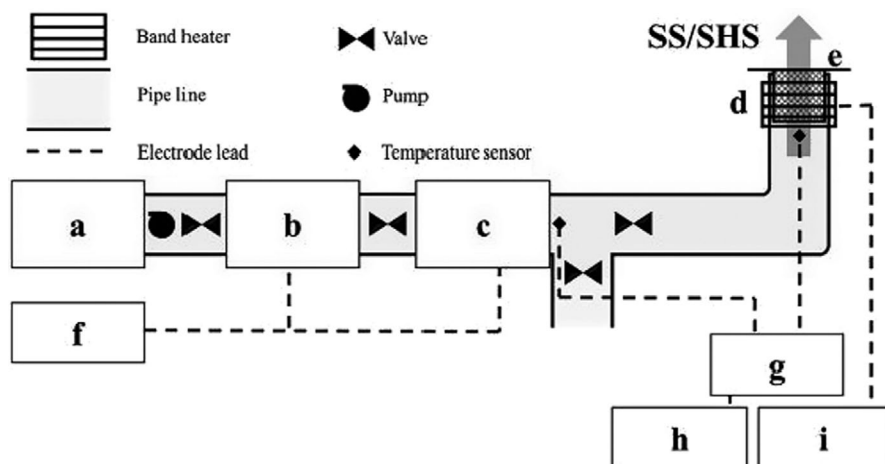 Band heater
Valve
SS/SHS
e
Pipe line
Pump
d
Electrode lead
Temperature sensor
a
b
c
f
g
h
i